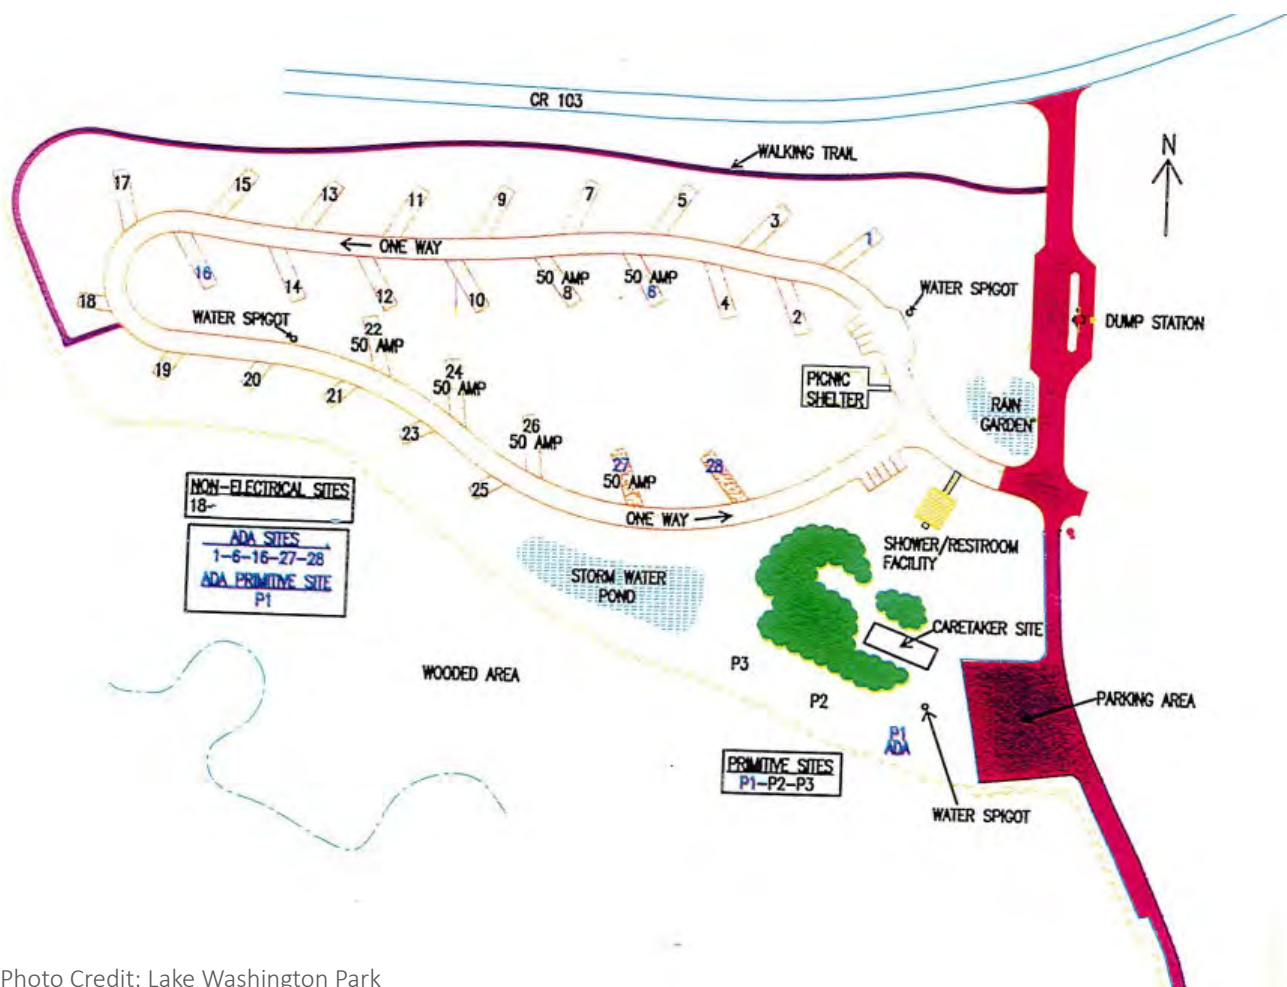 CR 103
WALKING TRAIL
N
17
15
13
11
9
7
5
3
1
ONE WAY
16
14
12
10
50 AMP
8
50 AMP
6
4
2
WATER SPIGOT
DUMP STATION
18
WATER SPIGOT
22
50 AMP
24
50 AMP
26
50 AMP
27
50 AMP
28
19
20
21
23
25
ONE WAY
PICNIC
SHELTER
RAIN
GARDEN
NON-ELECTRICAL SITES
18-
ADA SITES
1-6-16-27-28
ADA PRIMITIVE SITE
P1
SHOWER/RESTROOM
FACILITY
STORM WATER
POND
CARETAKER SITE
WOODED AREA
P3
P2
P1
ADA
PARKING AREA
PRIMITIVE SITES
P1-P2-P3
WATER SPIGOT
Photo Credit: Lake Washington Park